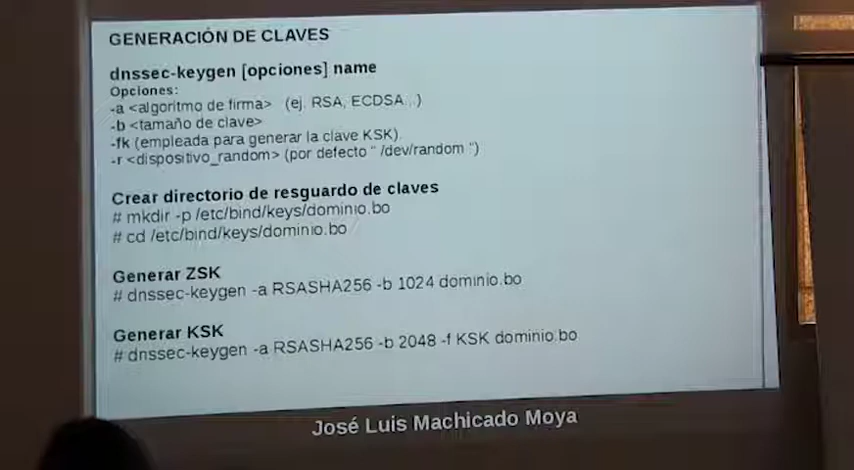 GENERACIÓN DE CLAVES
dnssec-keygen [opciones] name
Opciones:
-a <algoritmo de firma> (ej. RSA, ECDSA...)
-b <tamaño de clave>
-fk (empleada para generar la clave KSK).
-r <dispositivo_random> (por defecto “ /dev/random ”)
Crear directorio de resguardo de claves
# mkdir -p /etc/bind/keys/dominio.bo
# cd /etc/bind/keys/dominio.bo
Generar ZSK
# dnssec-keygen -a RSASHA256 -b 1024 dominio.bo
Generar KSK
# dnssec-keygen -a RSASHA256 -b 2048 -f KSK dominio.bo
José Luis Machicado Moya